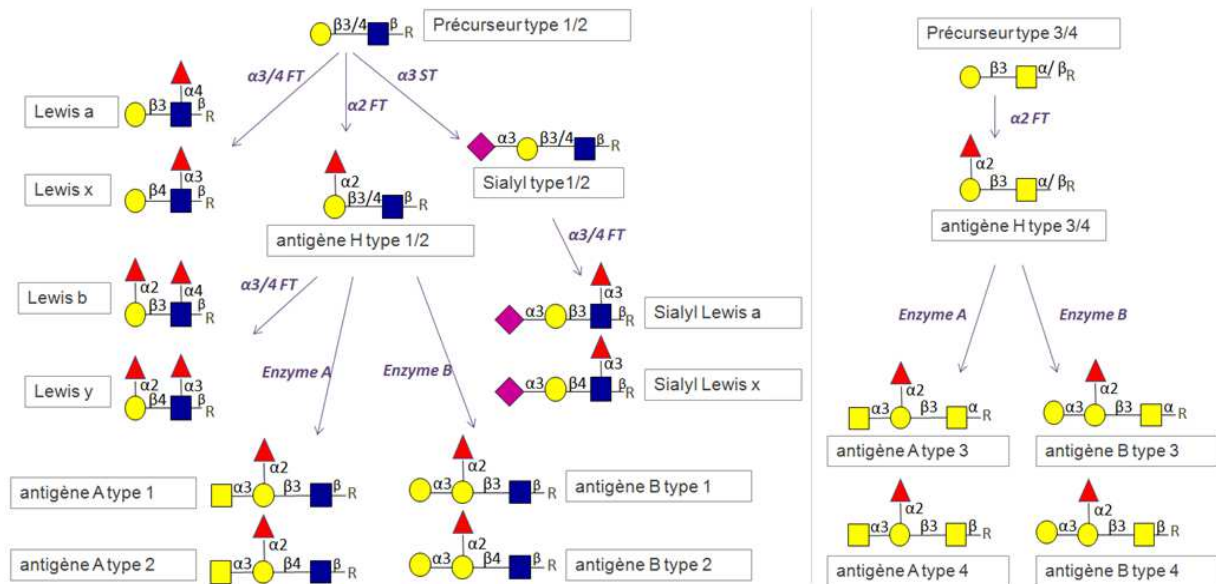 Précurseur type 1/2
β3/4 β R
α3/4 FT
α2 FT
α3 ST
Lewis a
α4
β3 β R
Lewis x
α3
β4 β R
α3 β3/4 β R
Sialyl type1/2
α2
β3/4 β R
antigène H type 1/2
α3/4 FT
α3/4 FT
Lewis b
α2 α4
β3 β R
Lewis y
α2 α3
β4 β R
Enzyme A
Enzyme B
α3
α3 β3 β R
Sialyl Lewis a
α3
α3 β4 β R
Sialyl Lewis x
antigène A type 1
α2
α3 β3 β R
α2
α3 β3 β R
antigène B type 1
antigène A type 2
α2
α3 β4 β R
α2
α3 β4 β R
antigène B type 2
Précurseur type 3/4
β3 α/ β R
α2 FT
α2
β3 α/ β R
antigène H type 3/4
Enzyme A
Enzyme B
α2
α3 β3 α R
antigène A type 3
α2
α3 β3 α R
antigène B type 3
α2
α3 β3 β R
antigène A type 4
α2
α3 β3 β R
antigène B type 4